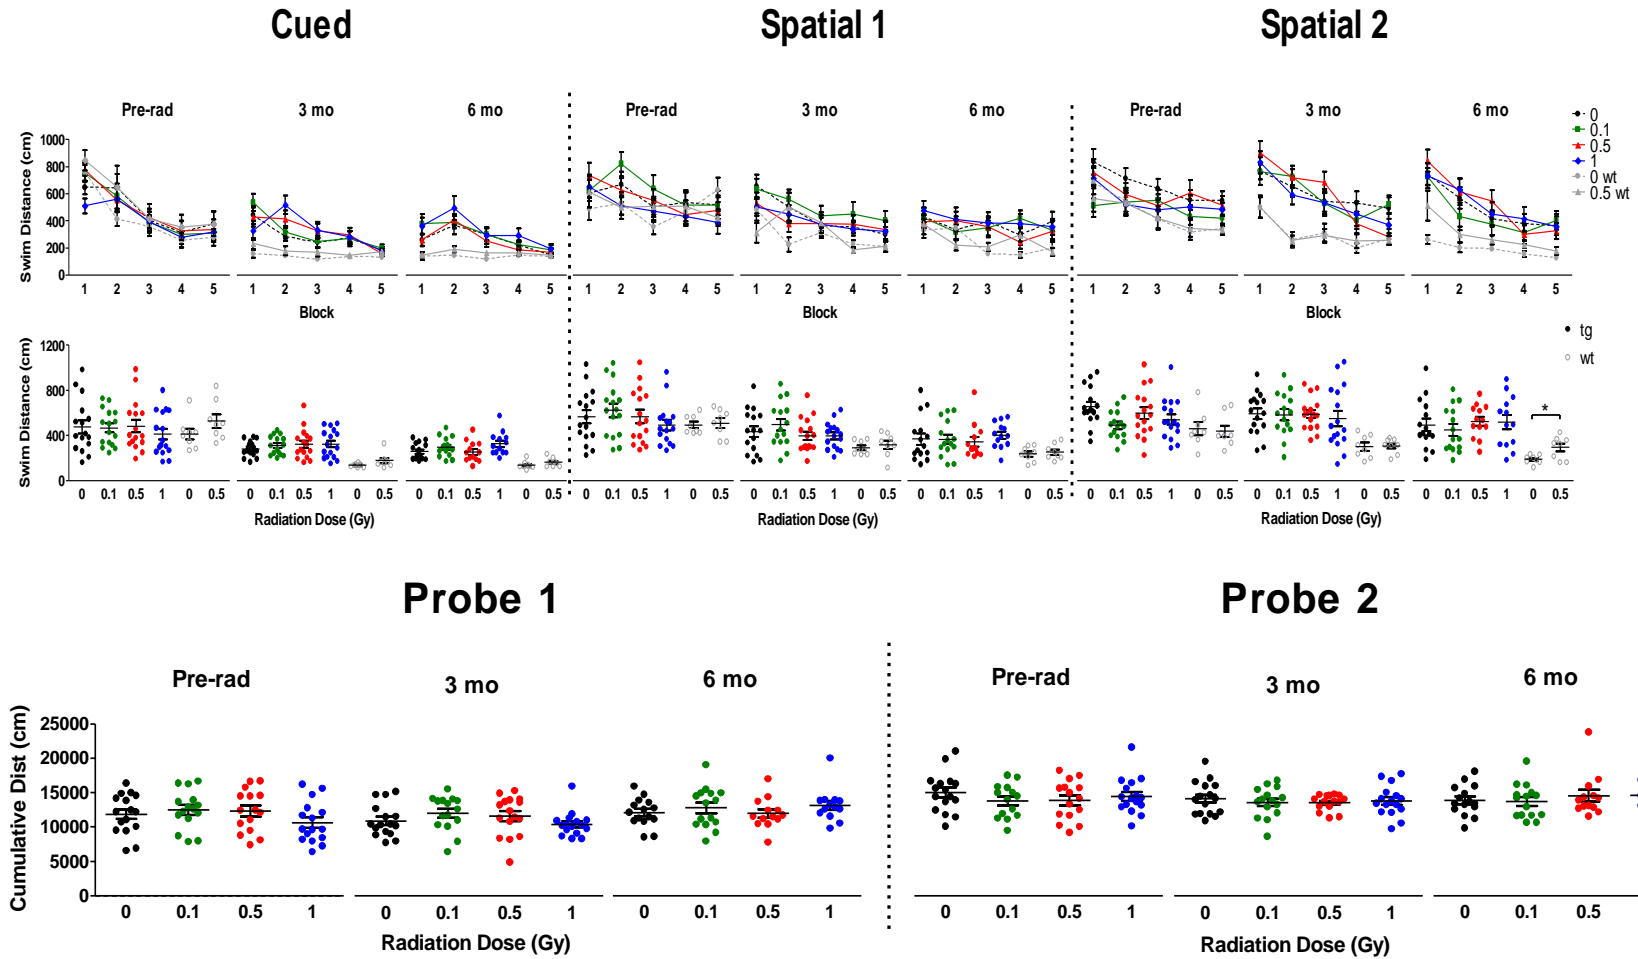 Cued Spatial 1 Spatial 2
Pre-rad 3 mo 6 mo Pre-rad 3 mo 6 mo Pre-rad 3 mo 6 mo
Swim Distance (cm)
1000
800
600
400
200
0
1 2 3 4 5 1 2 3 4 5 1 2 3 4 5 1 2 3 4 5 1 2 3 4 5 1 2 3 4 5 1 2 3 4 5 1 2 3 4 5 1 2 3 4 5
Block Block Block
0
0.1
0.5
1
0 wt
0.5 wt
Swim Distance (cm)
1200
800
400
0
*
tg
wt
0 0.1 0.5 1 0 0.5 0 0.1 0.5 1 0 0.5 0 0.1 0.5 1 0 0.5 0 0.1 0.5 1 0 0.5 0 0.1 0.5 1 0 0.5 0 0.1 0.5 1 0 0.5 0 0.1 0.5 1 0 0.5 0 0.1 0.5 1 0 0.5 0 0.1 0.5 1 0 0.5
Radiation Dose (Gy) Radiation Dose (Gy) Radiation Dose (Gy)
Probe 1 Probe 2
Pre-rad 3 mo 6 mo Pre-rad 3 mo 6 mo
Cumulative Dist (cm)
25000
20000
15000
10000
5000
0
0 0.1 0.5 1 0 0.1 0.5 1 0 0.1 0.5 1 0 0.1 0.5 1 0 0.1 0.5 1 0 0.1 0.5
Radiation Dose (Gy) Radiation Dose (Gy)